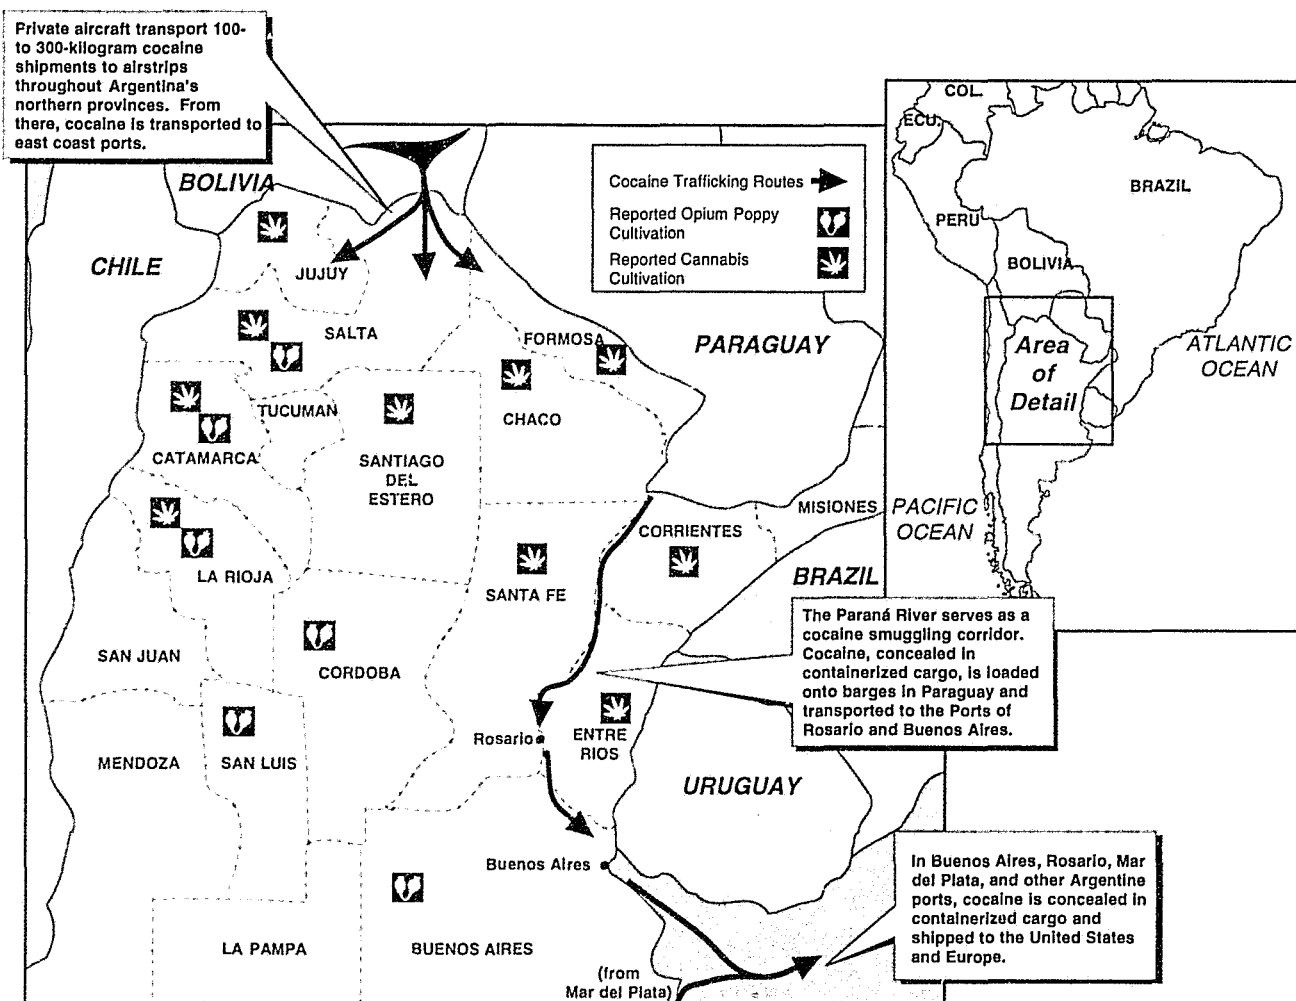 Private aircraft transport 100-
to 300-kilogram cocaine
shipments to airstrips
throughout Argentina's
northern provinces. From
there, cocaine is transported to
east coast ports.
COL.
ECU.
BRAZIL
PERU
BOLIVIA
Area
of
Detail
ATLANTIC
OCEAN
PACIFIC
OCEAN
Cocaine Trafficking Routes
Reported Opium Poppy
Cultivation
Reported Cannabis
Cultivation
BOLIVIA
CHILE
JUJUY
SALTA
FORMOSA
PARAGUAY
TUCUMAN
CHACO
CATAMARCA
SANTIAGO
DEL
ESTERO
MISIONES
CORRIENTES
BRAZIL
LA RIOJA
SANTA FE
The Paraná River serves as a
cocaine smuggling corridor.
Cocaine, concealed in
containerized cargo, is loaded
onto barges in Paraguay and
transported to the Ports of
Rosario and Buenos Aires.
SAN JUAN
CORDOBA
Rosario
ENTRE
RIOS
MENDOZA
SAN LUIS
URUGUAY
Buenos Aires
In Buenos Aires, Rosario, Mar
del Plata, and other Argentine
ports, cocaine is concealed in
containerized cargo and
shipped to the United States
and Europe.
LA PAMPA
BUENOS AIRES
(from
Mar del Plata)